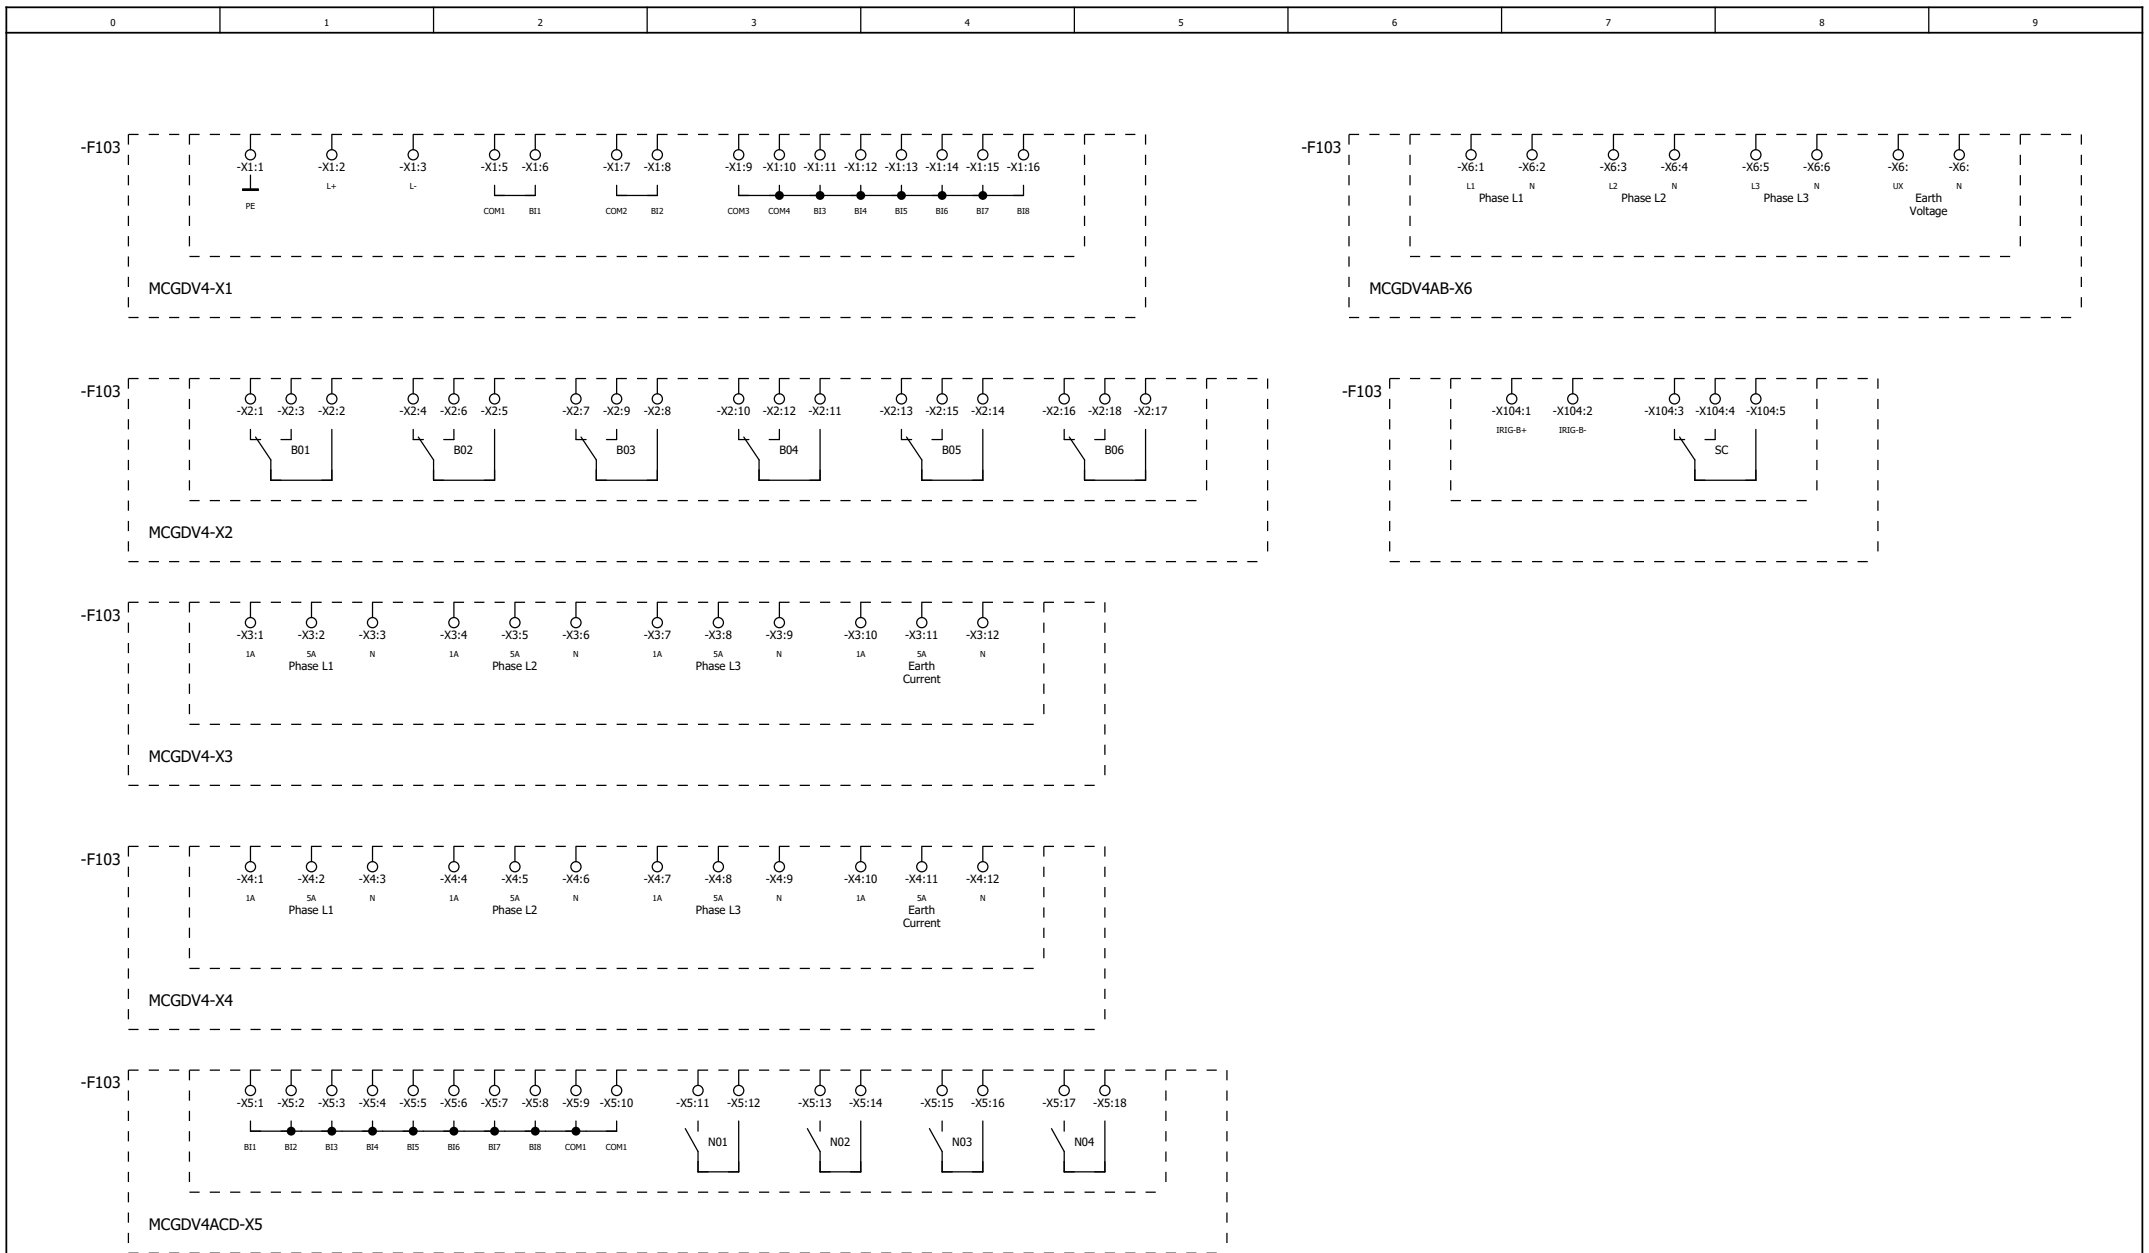 0 1 2 3 4 5 6 7 8 9
-F103
-X1:1 -X1:2 -X1:3 -X1:5 -X1:6 -X1:7 -X1:8 -X1:9 -X1:10 -X1:11 -X1:12 -X1:13 -X1:14 -X1:15 -X1:16
L+ L-
PE COM1 BI1 COM2 BI2 COM3 COM4 BI3 BI4 BI5 BI6 BI7 BI8
MCGDV4-X1
-F103
-X6:1 -X6:2 -X6:3 -X6:4 -X6:5 -X6:6 -X6: -X6:
L1 N L2 N L3 N UX N
Phase L1 Phase L2 Phase L3 Earth
Voltage
MCGDV4AB-X6
-F103
-X2:1 -X2:3 -X2:2 -X2:4 -X2:6 -X2:5 -X2:7 -X2:9 -X2:8 -X2:10 -X2:12 -X2:11 -X2:13 -X2:15 -X2:14 -X2:16 -X2:18 -X2:17
B01 B02 B03 B04 B05 B06
MCGDV4-X2
-F103
-X104:1 -X104:2 -X104:3 -X104:4 -X104:5
IRIG-B+ IRIG-B-
SC
-F103
-X3:1 -X3:2 -X3:3 -X3:4 -X3:5 -X3:6 -X3:7 -X3:8 -X3:9 -X3:10 -X3:11 -X3:12
1A 5A N 1A 5A N 1A 5A N 1A 5A N
Phase L1 Phase L2 Phase L3 Earth
Current
MCGDV4-X3
-F103
-X4:1 -X4:2 -X4:3 -X4:4 -X4:5 -X4:6 -X4:7 -X4:8 -X4:9 -X4:10 -X4:11 -X4:12
1A 5A N 1A 5A N 1A 5A N 1A 5A N
Phase L1 Phase L2 Phase L3 Earth
Current
MCGDV4-X4
-F103
-X5:1 -X5:2 -X5:3 -X5:4 -X5:5 -X5:6 -X5:7 -X5:8 -X5:9 -X5:10 -X5:11 -X5:12 -X5:13 -X5:14 -X5:15 -X5:16 -X5:17 -X5:18
BI1 BI2 BI3 BI4 BI5 BI6 BI7 BI8 COM1 COM1 N01 N02 N03 N04
MCGDV4ACD-X5